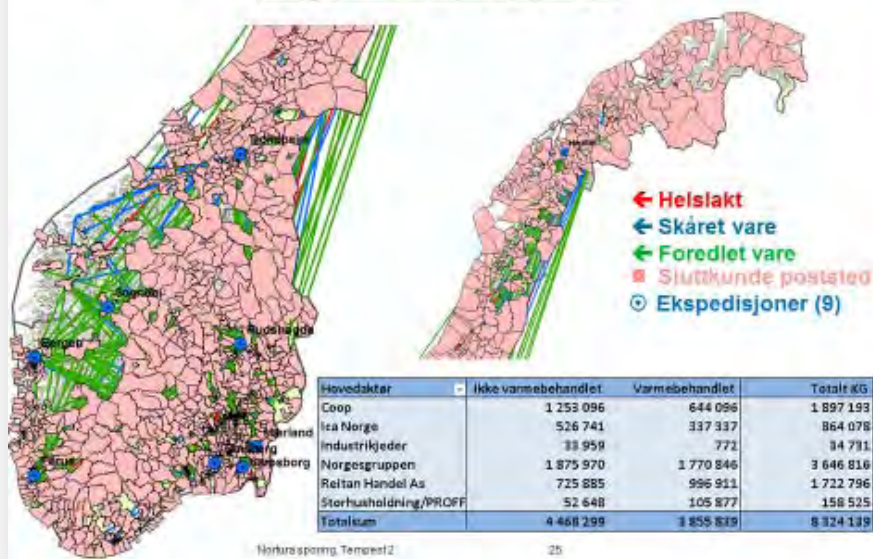 Sogndal
Rudshøgda
Bergen
Hærland
Tønsberg
Sarpsborg
Forus
← Helslakt
← Skåret vare
← Foredlet vare
Sluttkunde poststed
Ekspedisjoner (9)
Hovedaktør Ikke varmebehandlet Varmebehandlet Totalt KG
Coop 1 253 096 644 096 1 897 193
Ica Norge 526 741 337 337 864 078
Industrikjeder 33 959 772 34 731
Norgesgruppen 1 875 970 1 770 846 3 646 816
Reitan Handel As 725 885 996 911 1 722 796
Storhusholdning/PROFF 52 648 105 877 158 525
Totalsum 4 468 299 3 855 839 8 324 139
Nortura sporing, Tempest 2 25